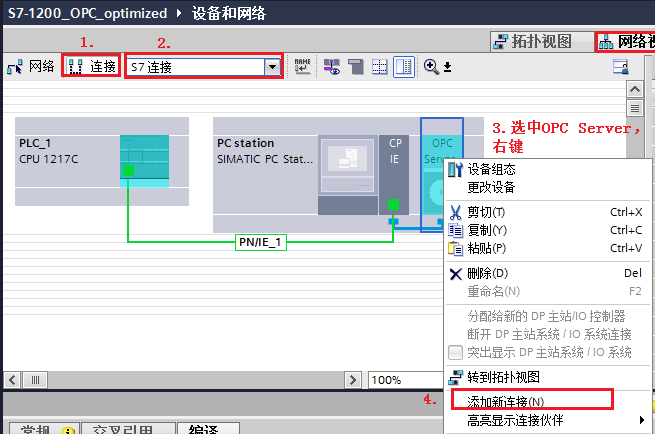 S7-1200_OPC_optimized ▸ 设备和网络
1.
2.
拓扑视图
网络视
网络
连接
S7 连接
PLC_1
CPU 1217C
PC station
SIMATIC PC Stat...
CP
IE
OPC
Server
3.选中OPC Server,
右键
PN/IE_1
设备组态
更改设备
剪切(T) Ctrl+X
复制(Y) Ctrl+C
粘贴(P) Ctrl+V
删除(D) Del
重命名(N) F2
分配给新的 DP 主站/IO 控制器
断开 DP 主站系统 / IO 系统连接
突出显示 DP 主站系统 / IO 系统
转到拓扑视图
100%
4.
添加新连接(N)
高亮显示连接伙伴
常规
交叉引用
编译